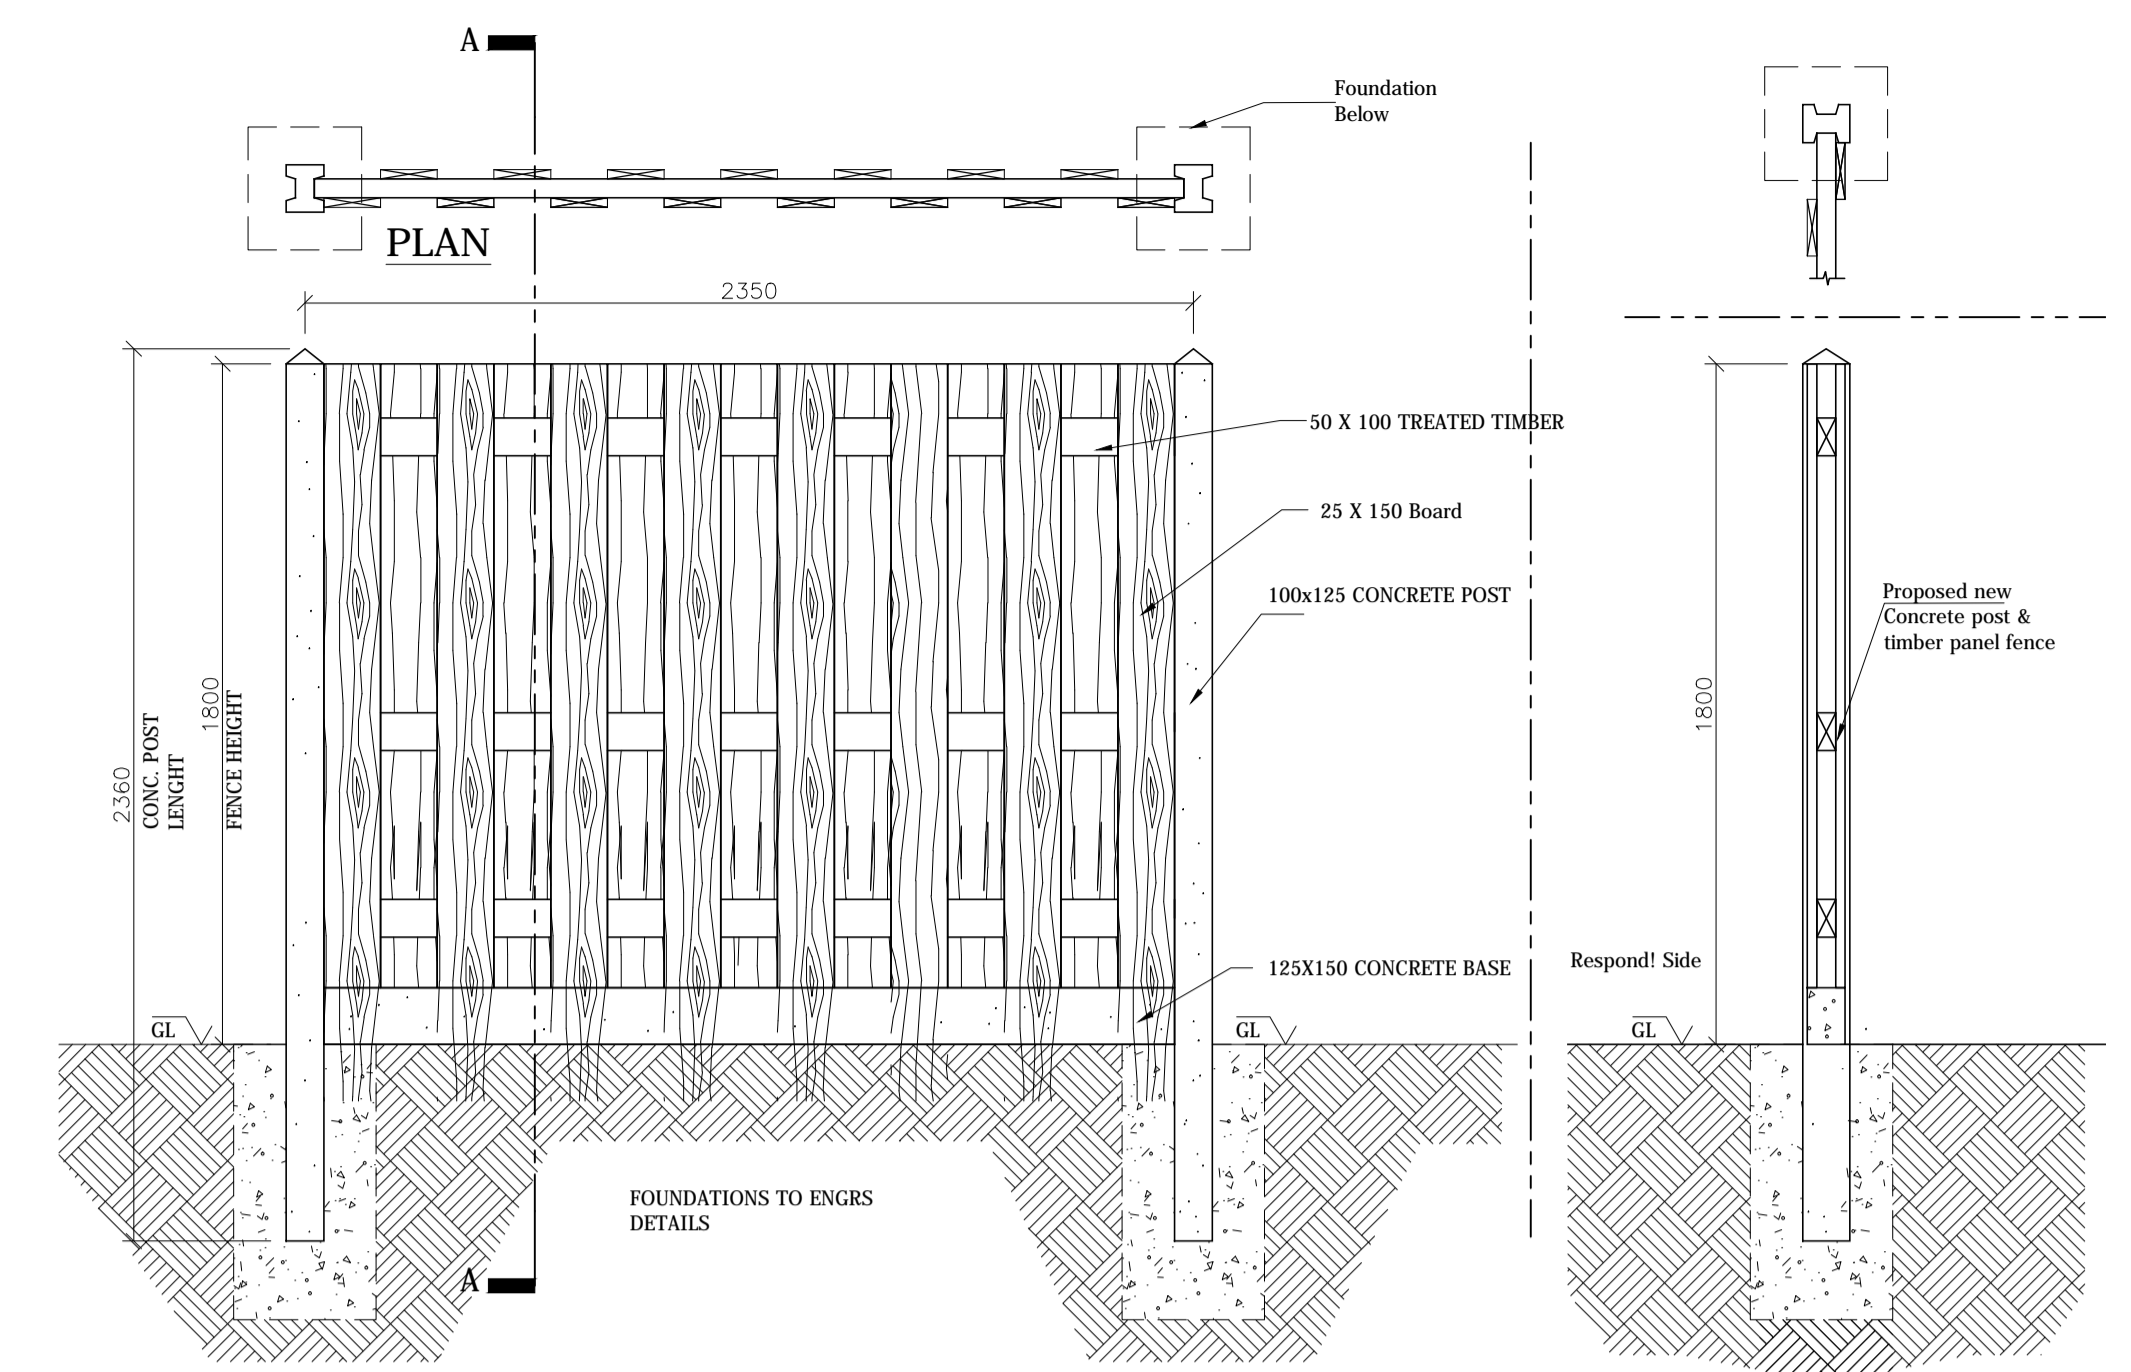 A
Foundation
Below
PLAN
2350
50 X 100 TREATED TIMBER
25 X 150 Board
100x125 CONCRETE POST
Proposed new
Concrete post &
timber panel fence
2360
CONC. POST
LENGHT
1800
FENCE HEIGHT
1800
125X150 CONCRETE BASE
Respond! Side
GL
GL
GL
FOUNDATIONS TO ENGRS
DETAILS
A